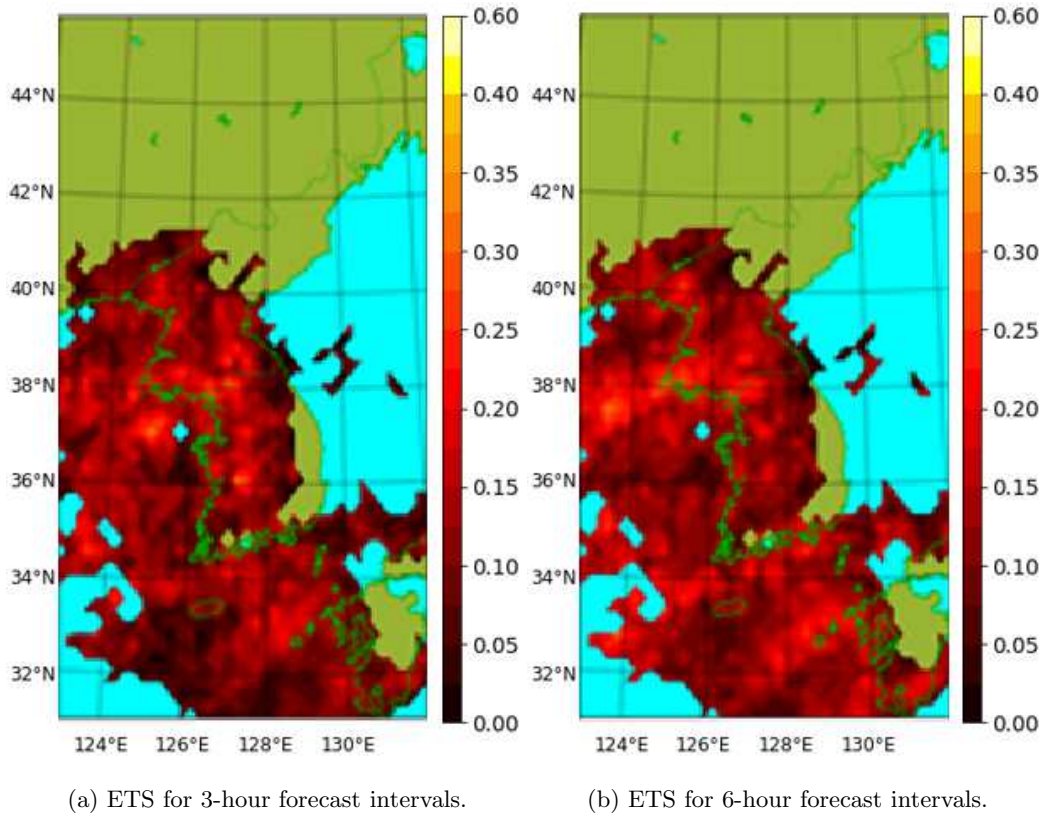 0.60
0.40
0.35
0.30
0.25
0.20
0.15
0.10
0.05
0.00
44°N
42°N
40°N
38°N
36°N
34°N
32°N
124°E 126°E 128°E 130°E
(a) ETS for 3-hour forecast intervals.
0.60
0.40
0.35
0.30
0.25
0.20
0.15
0.10
0.05
0.00
44°N
42°N
40°N
38°N
36°N
34°N
32°N
124°E 126°E 128°E 130°E
(b) ETS for 6-hour forecast intervals.